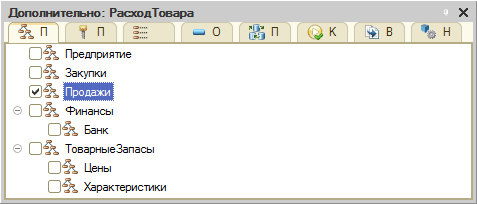 Дополнительно: РасходТовара
П П О П К В Н
Предприятие
Закупки
Продажи
Финансы
Банк
ТоварныеЗапасы
Цены
Характеристики